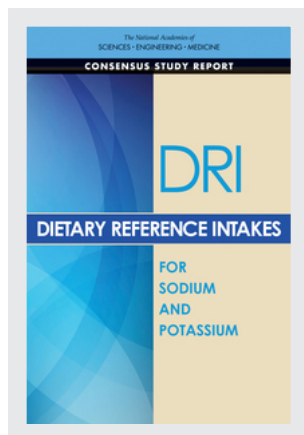 The National Academies of
SCIENCES • ENGINEERING • MEDICINE
CONSENSUS STUDY REPORT
DRI
DIETARY REFERENCE INTAKES
FOR
SODIUM
AND
POTASSIUM